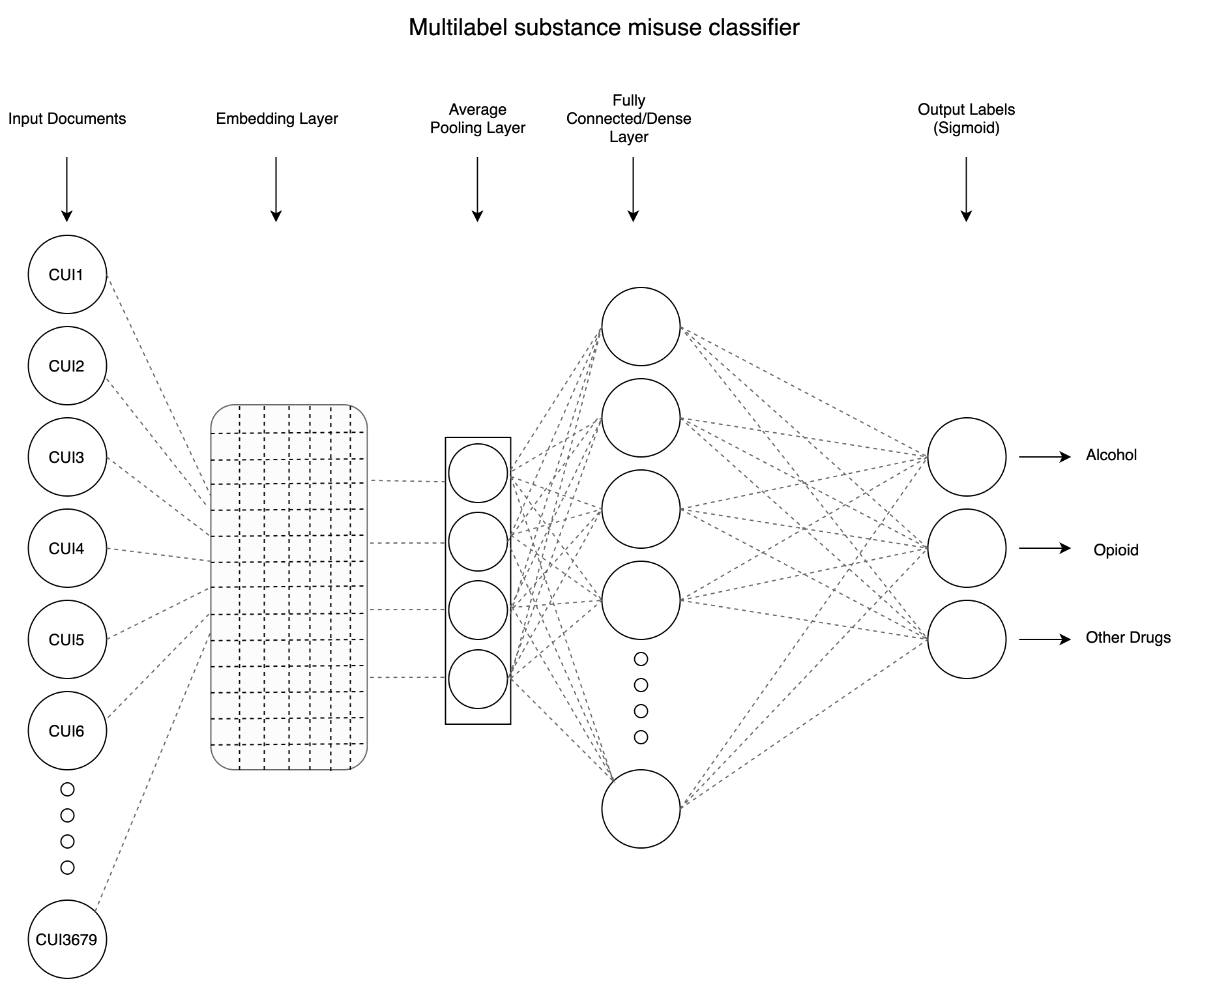 Multilabel substance misuse classifier
Input Documents
Embedding Layer
Average
Pooling Layer
Fully
Connected/Dense
Layer
Output Labels
(Sigmoid)
CUI1
CUI2
CUI3
CUI4
CUI5
CUI6
CUI3679
Alcohol
Opioid
Other Drugs